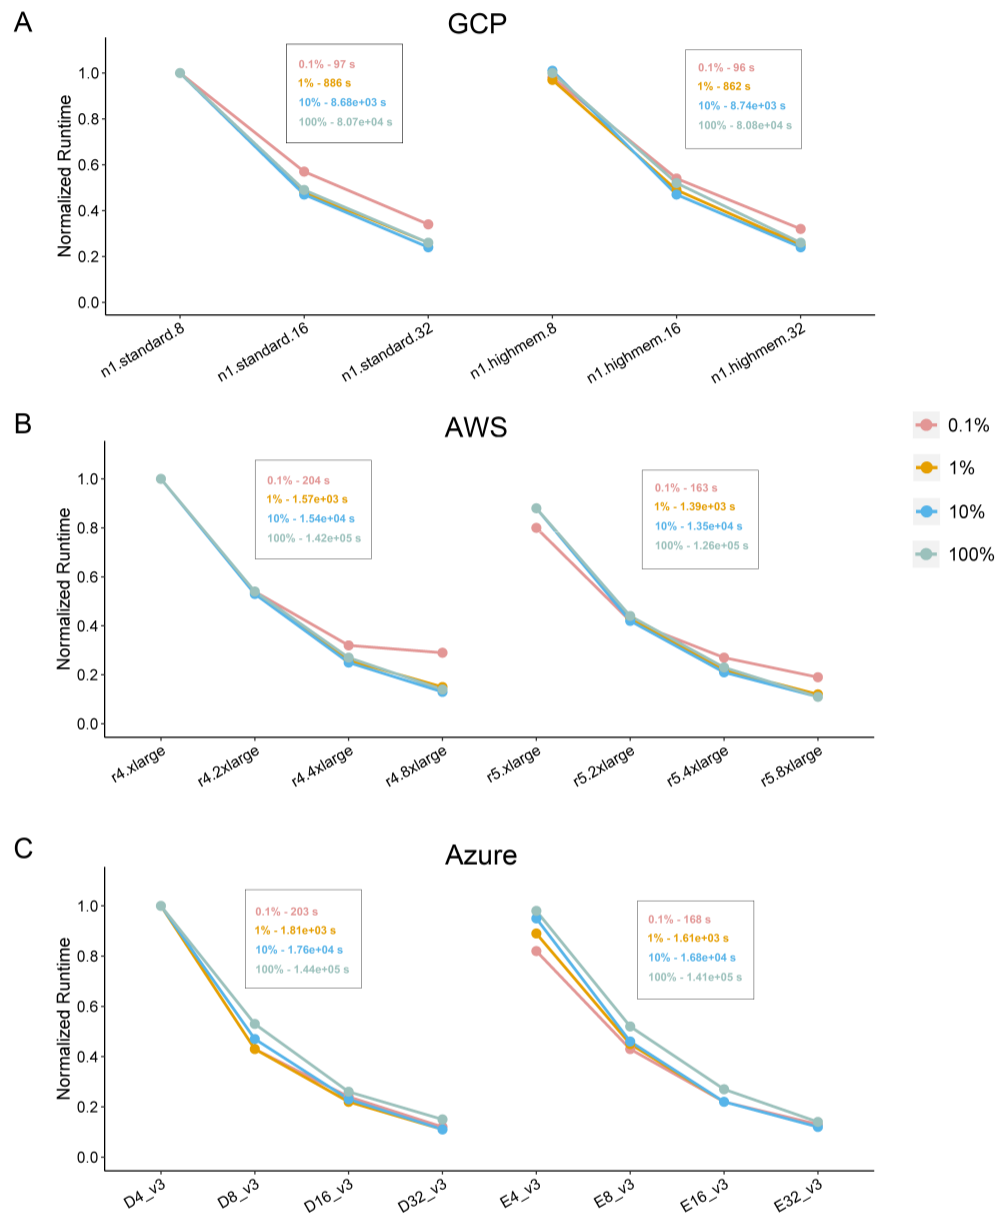 A
GCP
Normalized Runtime
1.0
0.8
0.6
0.4
0.2
0.0
0.1% - 97 s
1% - 886 s
10% - 8.68e+03 s
100% - 8.07e+04 s
0.1% - 96 s
1% - 862 s
10% - 8.74e+03 s
100% - 8.08e+04 s
n1.standard.8
n1.standard.16
n1.standard.32
n1.highmem.8
n1.highmem.16
n1.highmem.32
B
AWS
Normalized Runtime
1.0
0.8
0.6
0.4
0.2
0.0
0.1% - 204 s
1% - 1.57e+03 s
10% - 1.54e+04 s
100% - 1.42e+05 s
0.1% - 163 s
1% - 1.39e+03 s
10% - 1.35e+04 s
100% - 1.26e+05 s
r4.xlarge
r4.2xlarge
r4.4xlarge
r4.8xlarge
r5.xlarge
r5.2xlarge
r5.4xlarge
r5.8xlarge
0.1%
1%
10%
100%
C
Azure
Normalized Runtime
1.0
0.8
0.6
0.4
0.2
0.0
0.1% - 203 s
1% - 1.81e+03 s
10% - 1.76e+04 s
100% - 1.44e+05 s
0.1% - 168 s
1% - 1.61e+03 s
10% - 1.68e+04 s
100% - 1.41e+05 s
D4_v3
D8_v3
D16_v3
D32_v3
E4_v3
E8_v3
E16_v3
E32_v3